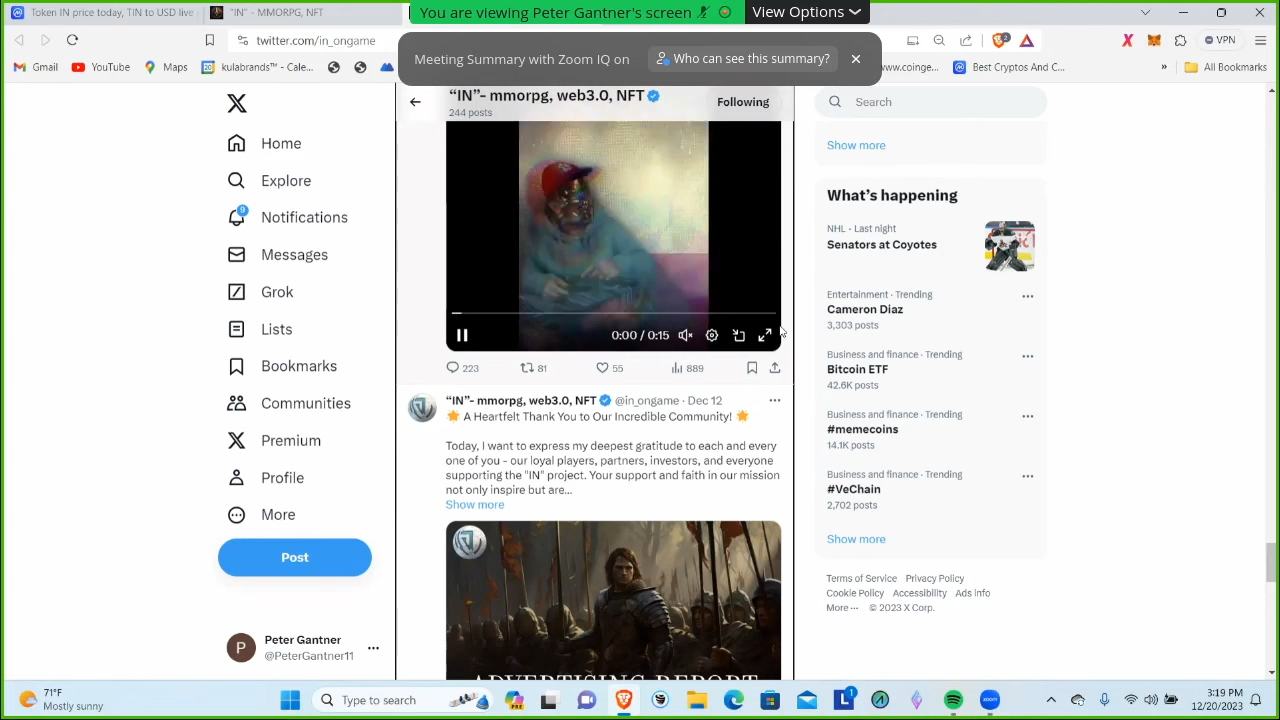 You are viewing Peter Gantner's screen
View Options
Token IN price today, TIN to USD live
"IN" - MMORPG, NFT
twitter.com/in_ongame
VPN
Meeting Summary with Zoom IQ on
Who can see this summary?
Gmail
YouTube
Maps
kulabrands™ - Cale...
www.coinge...
Best Cryptos And C...
All Bookmarks
"IN"- mmorpg, web3.0, NFT
244 posts
Following
Search
Home
Explore
9
Notifications
Messages
Grok
Lists
Bookmarks
Communities
Premium
Profile
More
Post
Peter Gantner
@PeterGantner11
0:00 / 0:15
223
81
55
889
"IN"- mmorpg, web3.0, NFT @in_ongame · Dec 12
A Heartfelt Thank You to Our Incredible Community!
Today, I want to express my deepest gratitude to each and every
one of you - our loyal players, partners, investors, and everyone
supporting the "IN" project. Your support and faith in our mission
not only inspire but are...
Show more
ADVERTISING REPORT
Show more
What's happening
NHL · Last night
Senators at Coyotes
Entertainment · Trending
Cameron Diaz
3,303 posts
Business and finance · Trending
Bitcoin ETF
42.6K posts
Business and finance · Trending
#memecoins
14.1K posts
Business and finance · Trending
#VeChain
2,702 posts
Show more
Terms of Service Privacy Policy
Cookie Policy Accessibility Ads info
More ··· © 2023 X Corp.
71°F
Mostly sunny
Type to search
PRE
1
12/20/2023